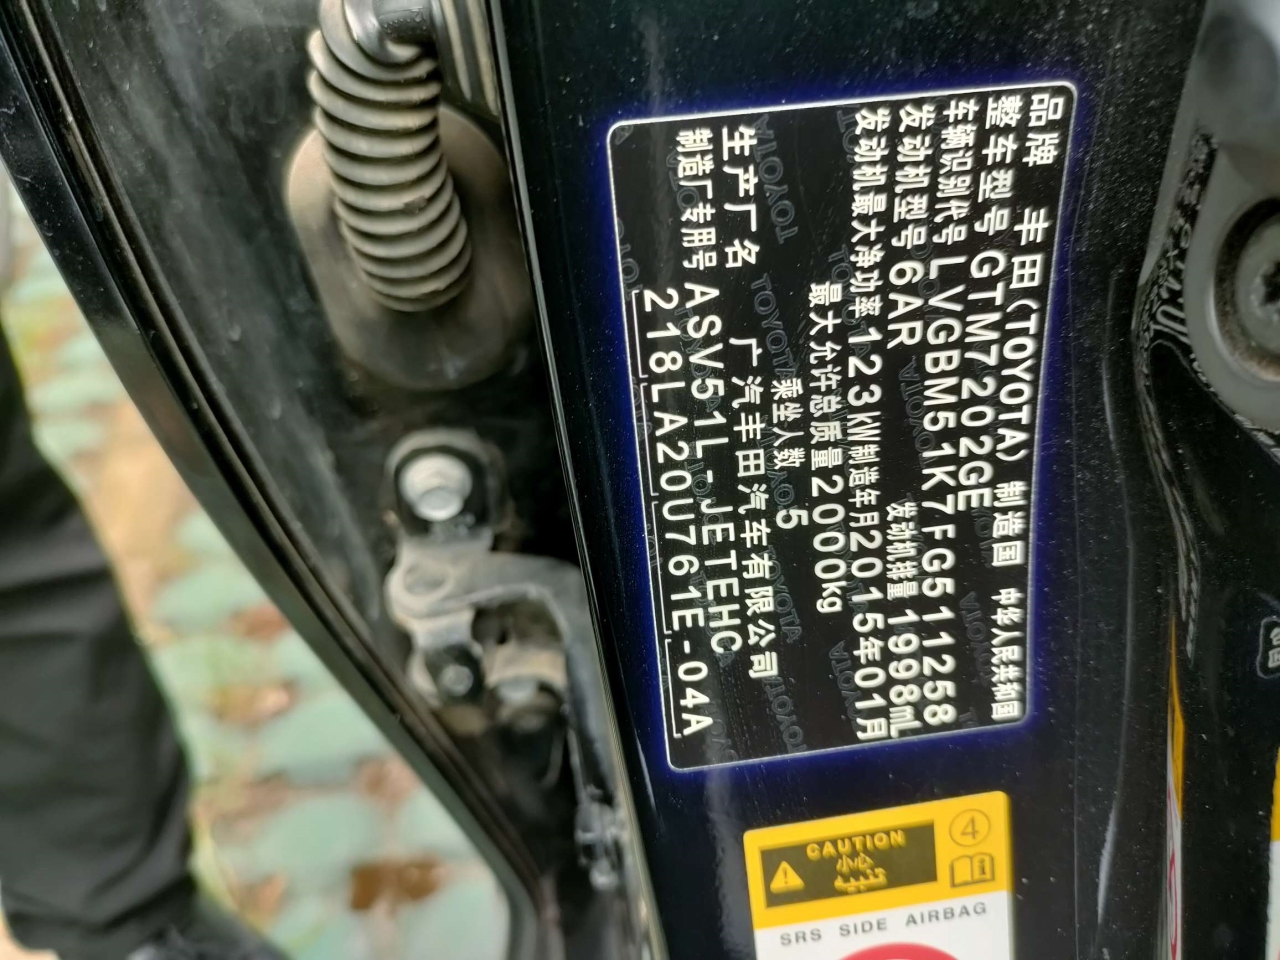 品牌 丰田(TOYOTA) 制造国 中华人民共和国
整车型号 GTM7202GE
车辆识别代号 LVGBM51K7FG511258
发动机型号 6AR 发动机排量 1998mL
发动机最大净功率 123kW 制造年月 2015年01月
最大允许总质量 2000kg
乘坐人数 5
生产厂名 广汽丰田汽车有限公司
制造厂专用号 ASV51L-JETEHC
218LA20U761E-04A
CAUTION
小心
4
SRS SIDE AIRBAG